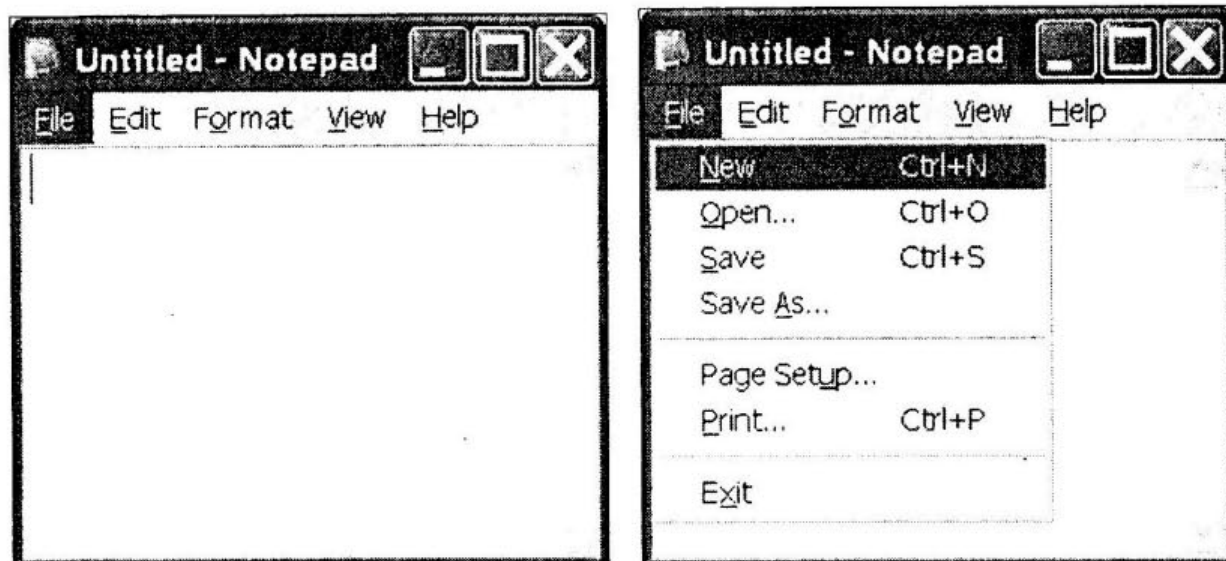 Untitled - Notepad
File Edit Format View Help
Untitled - Notepad
File Edit Format View Help
New Ctrl+N
Open... Ctrl+O
Save Ctrl+S
Save As...
Page Setup...
Print... Ctrl+P
Exit